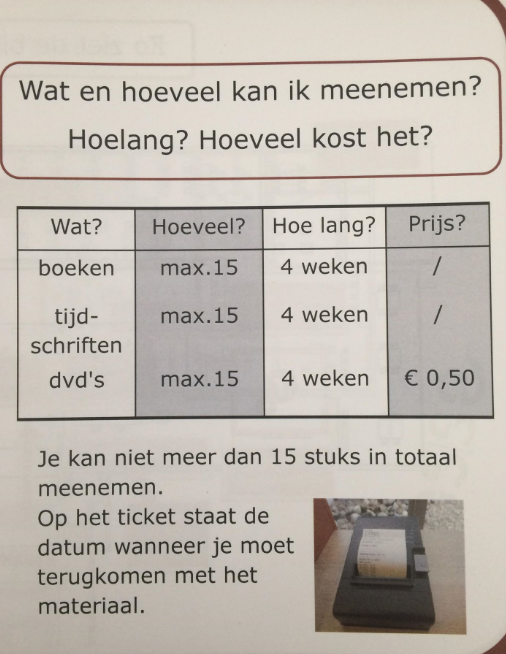 Wat en hoeveel kan ik meenemen?
Hoelang? Hoeveel kost het?
Wat? Hoeveel? Hoe lang? Prijs?
boeken max.15 4 weken /
tijd- max.15 4 weken /
schriften
dvd's max.15 4 weken € 0,50
Je kan niet meer dan 15 stuks in totaal
meenemen.
Op het ticket staat de
datum wanneer je moet
terugkomen met het
materiaal.